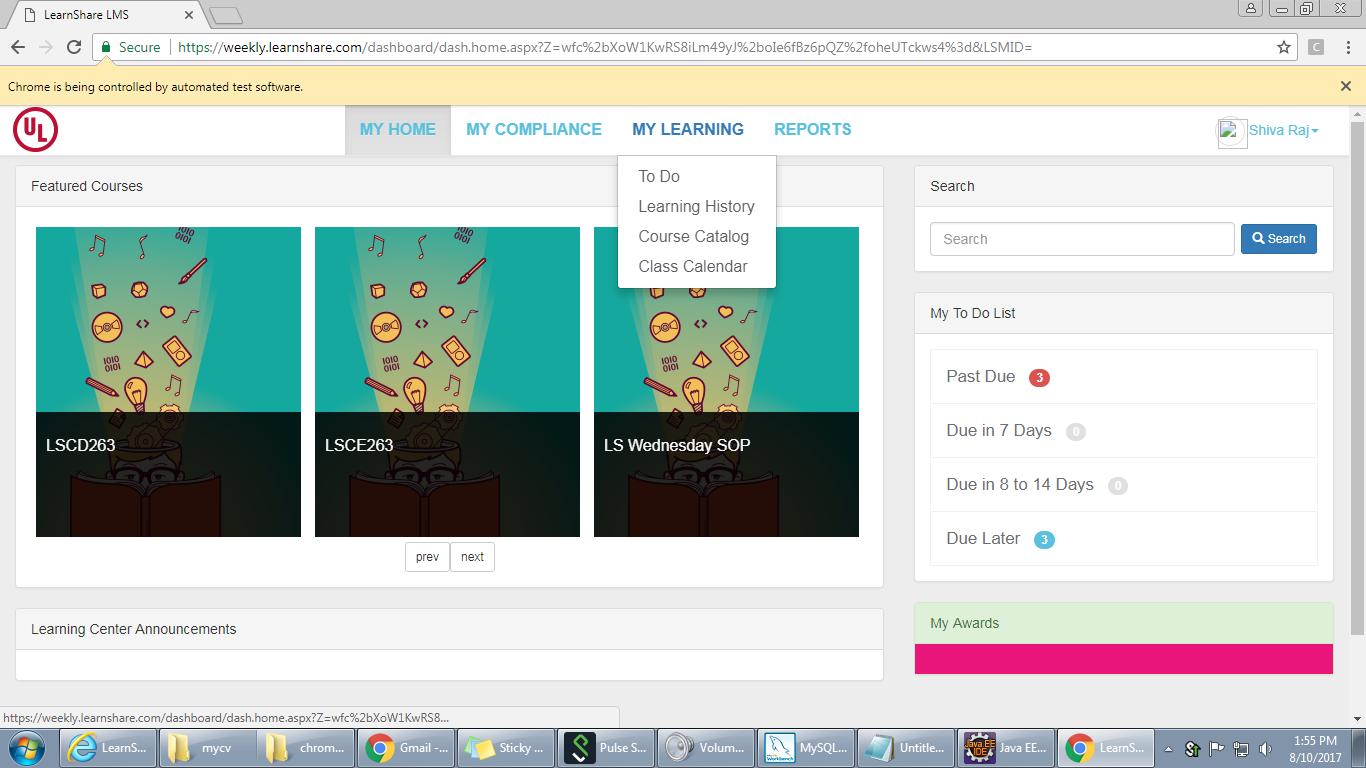 LearnShare LMS
Secure
https://weekly.learnshare.com/dashboard/dash.home.aspx?Z=wfc%2bXoW1KwRS8iLm49yJ%2boIe6fBz6pQZ%2foheUTckws4%3d&LSMID=
C
Chrome is being controlled by automated test software.
UL
MY HOME
MY COMPLIANCE
MY LEARNING
REPORTS
Shiva Raj
To Do
Learning History
Course Catalog
Class Calendar
Featured Courses
LSCD263
LSCE263
LS Wednesday SOP
prev
next
Learning Center Announcements
Search
Search
Search
My To Do List
Past Due 3
Due in 7 Days 0
Due in 8 to 14 Days 0
Due Later 3
My Awards
https://weekly.learnshare.com/dashboard/dash.home.aspx?Z=wfc%2bXoW1KwRS8...
LearnS...
mycv
chrom...
Gmail -...
Sticky ...
Pulse S...
Volum...
MySQL...
Untitle...
Java EE...
LearnS...
1:55 PM
8/10/2017